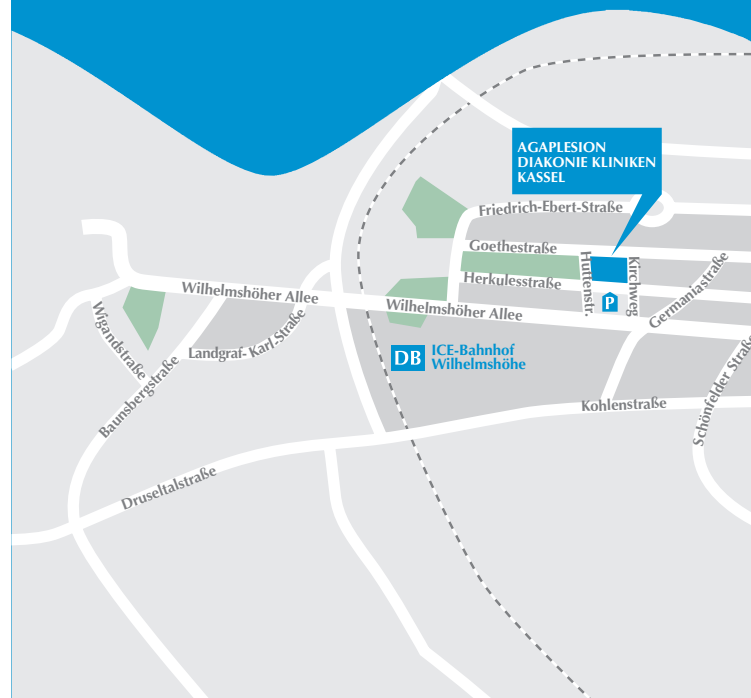 AGAPLESION
DIAKONIE KLINIKEN
KASSEL
Friedrich-Ebert-Straße
Goethestraße
Herkulesstraße
Huttenstr.
Kirchweg
P
Germaniastraße
Wilhelmshöher Allee
Wilhelmshöher Allee
Wigandstraße
Landgraf-Karl-Straße
Baunsbergstraße
DB
ICE-Bahnhof
Wilhelmshöhe
Kohlenstraße
Schönfelder Straße
Druseltalstraße